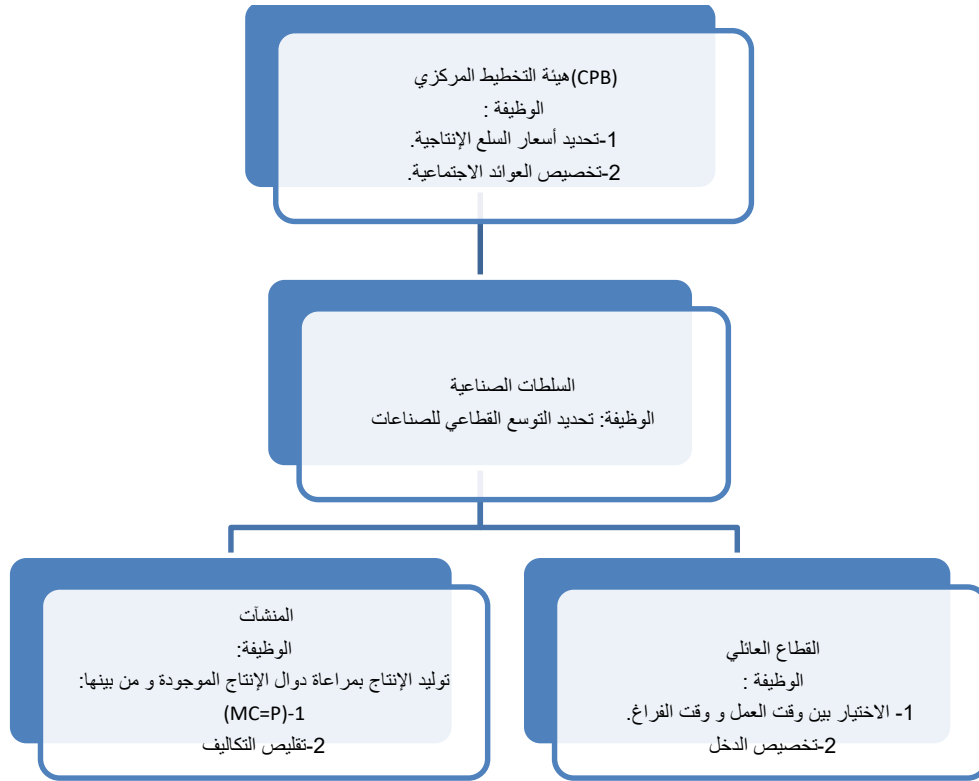 هيئة التخطيط المركزي(CPB)
الوظيفة :
1-تحديد أسعار السلع الإنتاجية.
2-تخصيص العوائد الاجتماعية.
السلطات الصناعية
الوظيفة: تحديد التوسع القطاعي للصناعات
المنشآت
الوظيفة:
توليد الإنتاج بمراعاة دوال الإنتاج الموجودة و من بينها:
1-(MC=P)
2-تقليص التكاليف
القطاع العائلي
الوظيفة :
1- الاختيار بين وقت العمل و وقت الفراغ.
2-تخصيص الدخل